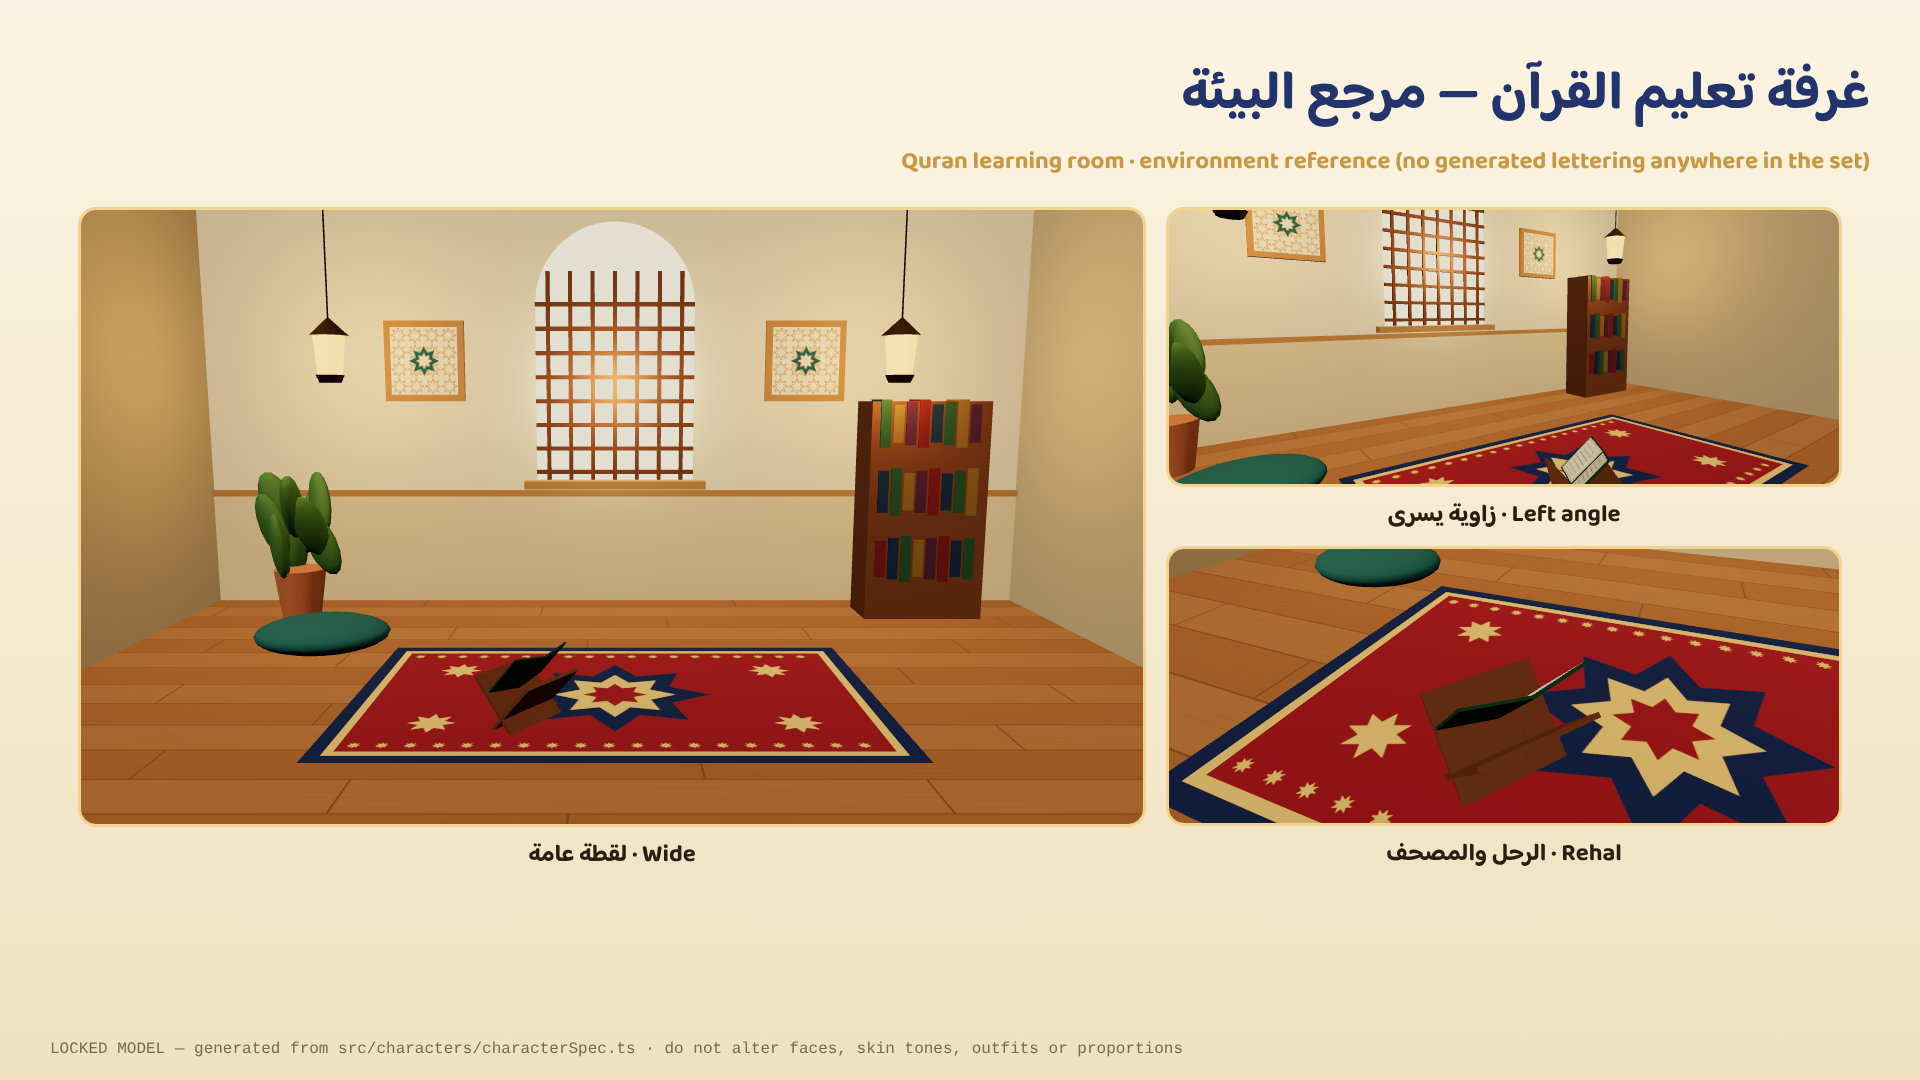 غرفة تعليم القرآن — مرجع البيئة
Quran learning room · environment reference (no generated lettering anywhere in the set)
زاوية يسرى · Left angle
لقطة عامة · Wide
الرحل والمصحف · Rehal
LOCKED MODEL — generated from src/characters/characterSpec.ts · do not alter faces, skin tones, outfits or proportions